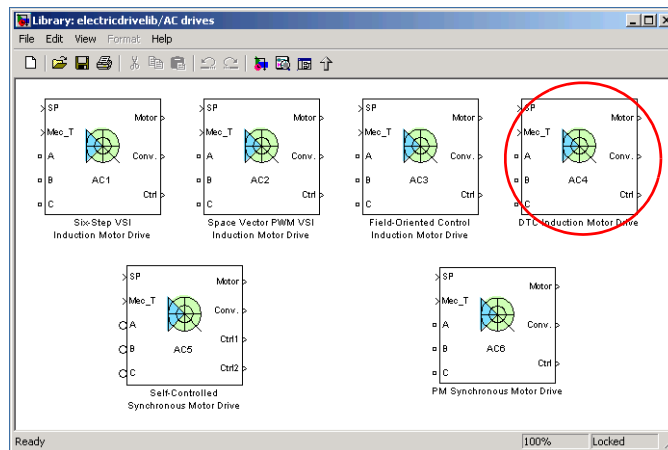 Library: electricdrivelib/AC drives
File Edit View Format Help
SP
Mec_T
A
B
C
Motor
Conv.
Ctrl
AC1
Six-Step VSI
Induction Motor Drive
SP
Mec_T
A
B
C
Motor
Conv.
Ctrl
AC2
Space Vector PWM VSI
Induction Motor Drive
SP
Mec_T
A
B
C
Motor
Conv.
Ctrl
AC3
Field-Oriented Control
Induction Motor Drive
SP
Mec_T
A
B
C
Motor
Conv.
Ctrl
AC4
DTC Induction Motor Drive
SP
Mec_T
A
B
C
Motor
Conv.
Ctrl1
Ctrl2
AC5
Self-Controlled
Synchronous Motor Drive
SP
Mec_T
A
B
C
Motor
Conv.
Ctrl
AC6
PM Synchronous Motor Drive
Ready 100% Locked